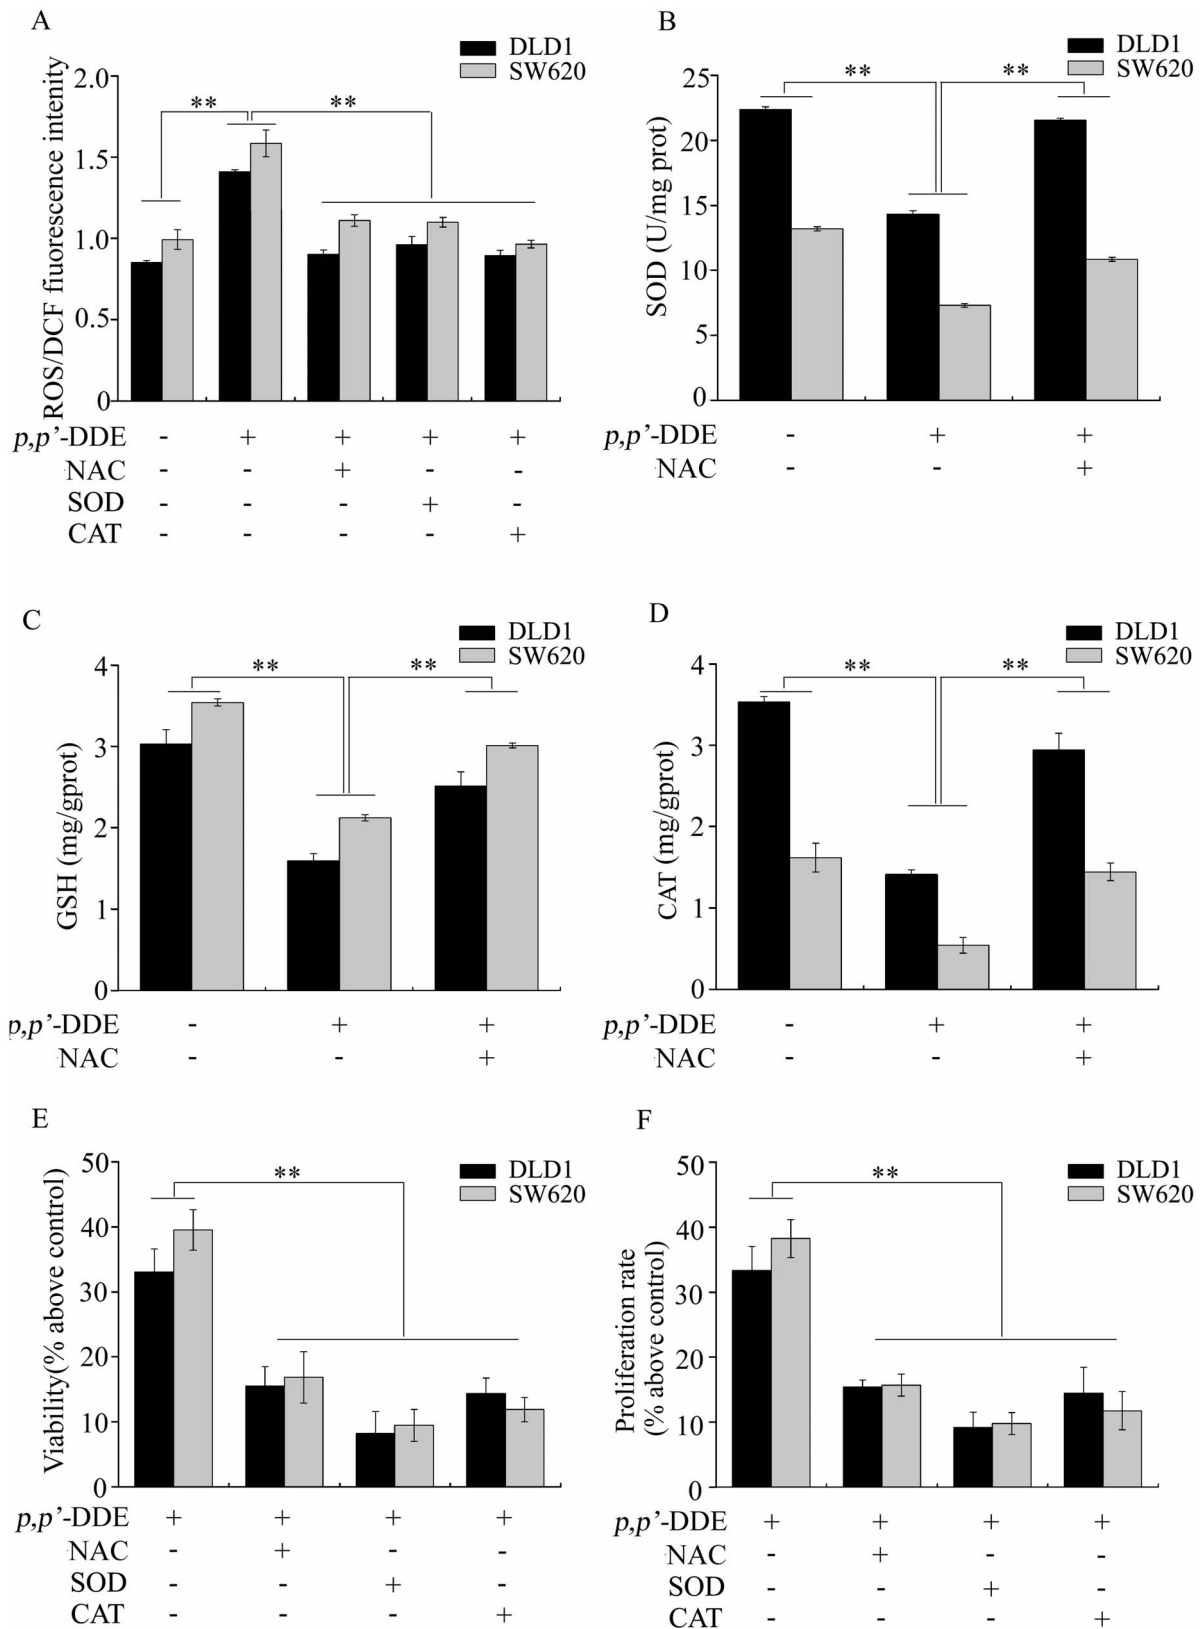 A
DLD1
SW620
ROS/DCF fluorescence intenity
2.0
1.5
1.0
0.5
0
** **
p,p’-DDE - + + + +
NAC - - + - -
SOD - - - + -
CAT - - - - +
B
DLD1
SW620
SOD (U/mg prot)
25
20
15
10
5
0
** **
p,p’-DDE - + +
NAC - - +
C
DLD1
SW620
GSH (mg/gprot)
4
3
2
1
0
** **
p,p’-DDE - + +
NAC - - +
D
DLD1
SW620
CAT (mg/gprot)
4
3
2
1
0
** **
p,p’-DDE - + +
NAC - - +
E
DLD1
SW620
Viability(% above control)
50
40
30
20
10
0
**
p,p’-DDE + + + +
NAC - + - -
SOD - - + -
CAT - - - +
F
DLD1
SW620
Proliferation rate
(% above control)
50
40
30
20
10
0
**
p,p’-DDE + + + +
NAC - + - -
SOD - - + -
CAT - - - +